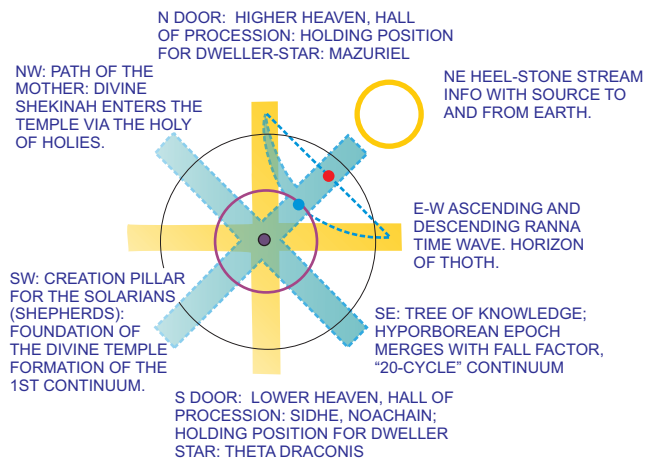 N DOOR: HIGHER HEAVEN, HALL
OF PROCESSION: HOLDING POSITION
FOR DWELLER-STAR: MAZURIEL
NW: PATH OF THE
MOTHER: DIVINE
SHEKINAH ENTERS THE
TEMPLE VIA THE HOLY
OF HOLIES.
NE HEEL-STONE STREAM
INFO WITH SOURCE TO
AND FROM EARTH.
E-W ASCENDING AND
DESCENDING RANNA
TIME WAVE. HORIZON
OF THOTH.
SW: CREATION PILLAR
FOR THE SOLARIANS
(SHEPHERDS):
FOUNDATION OF
THE DIVINE TEMPLE
FORMATION OF THE
1ST CONTINUUM.
SE: TREE OF KNOWLEDGE;
HYPORBOREAN EPOCH
MERGES WITH FALL FACTOR,
“20-CYCLE” CONTINUUM
S DOOR: LOWER HEAVEN, HALL OF
PROCESSION: SIDHE, NOACHAIN;
HOLDING POSITION FOR DWELLER
STAR: THETA DRACONIS